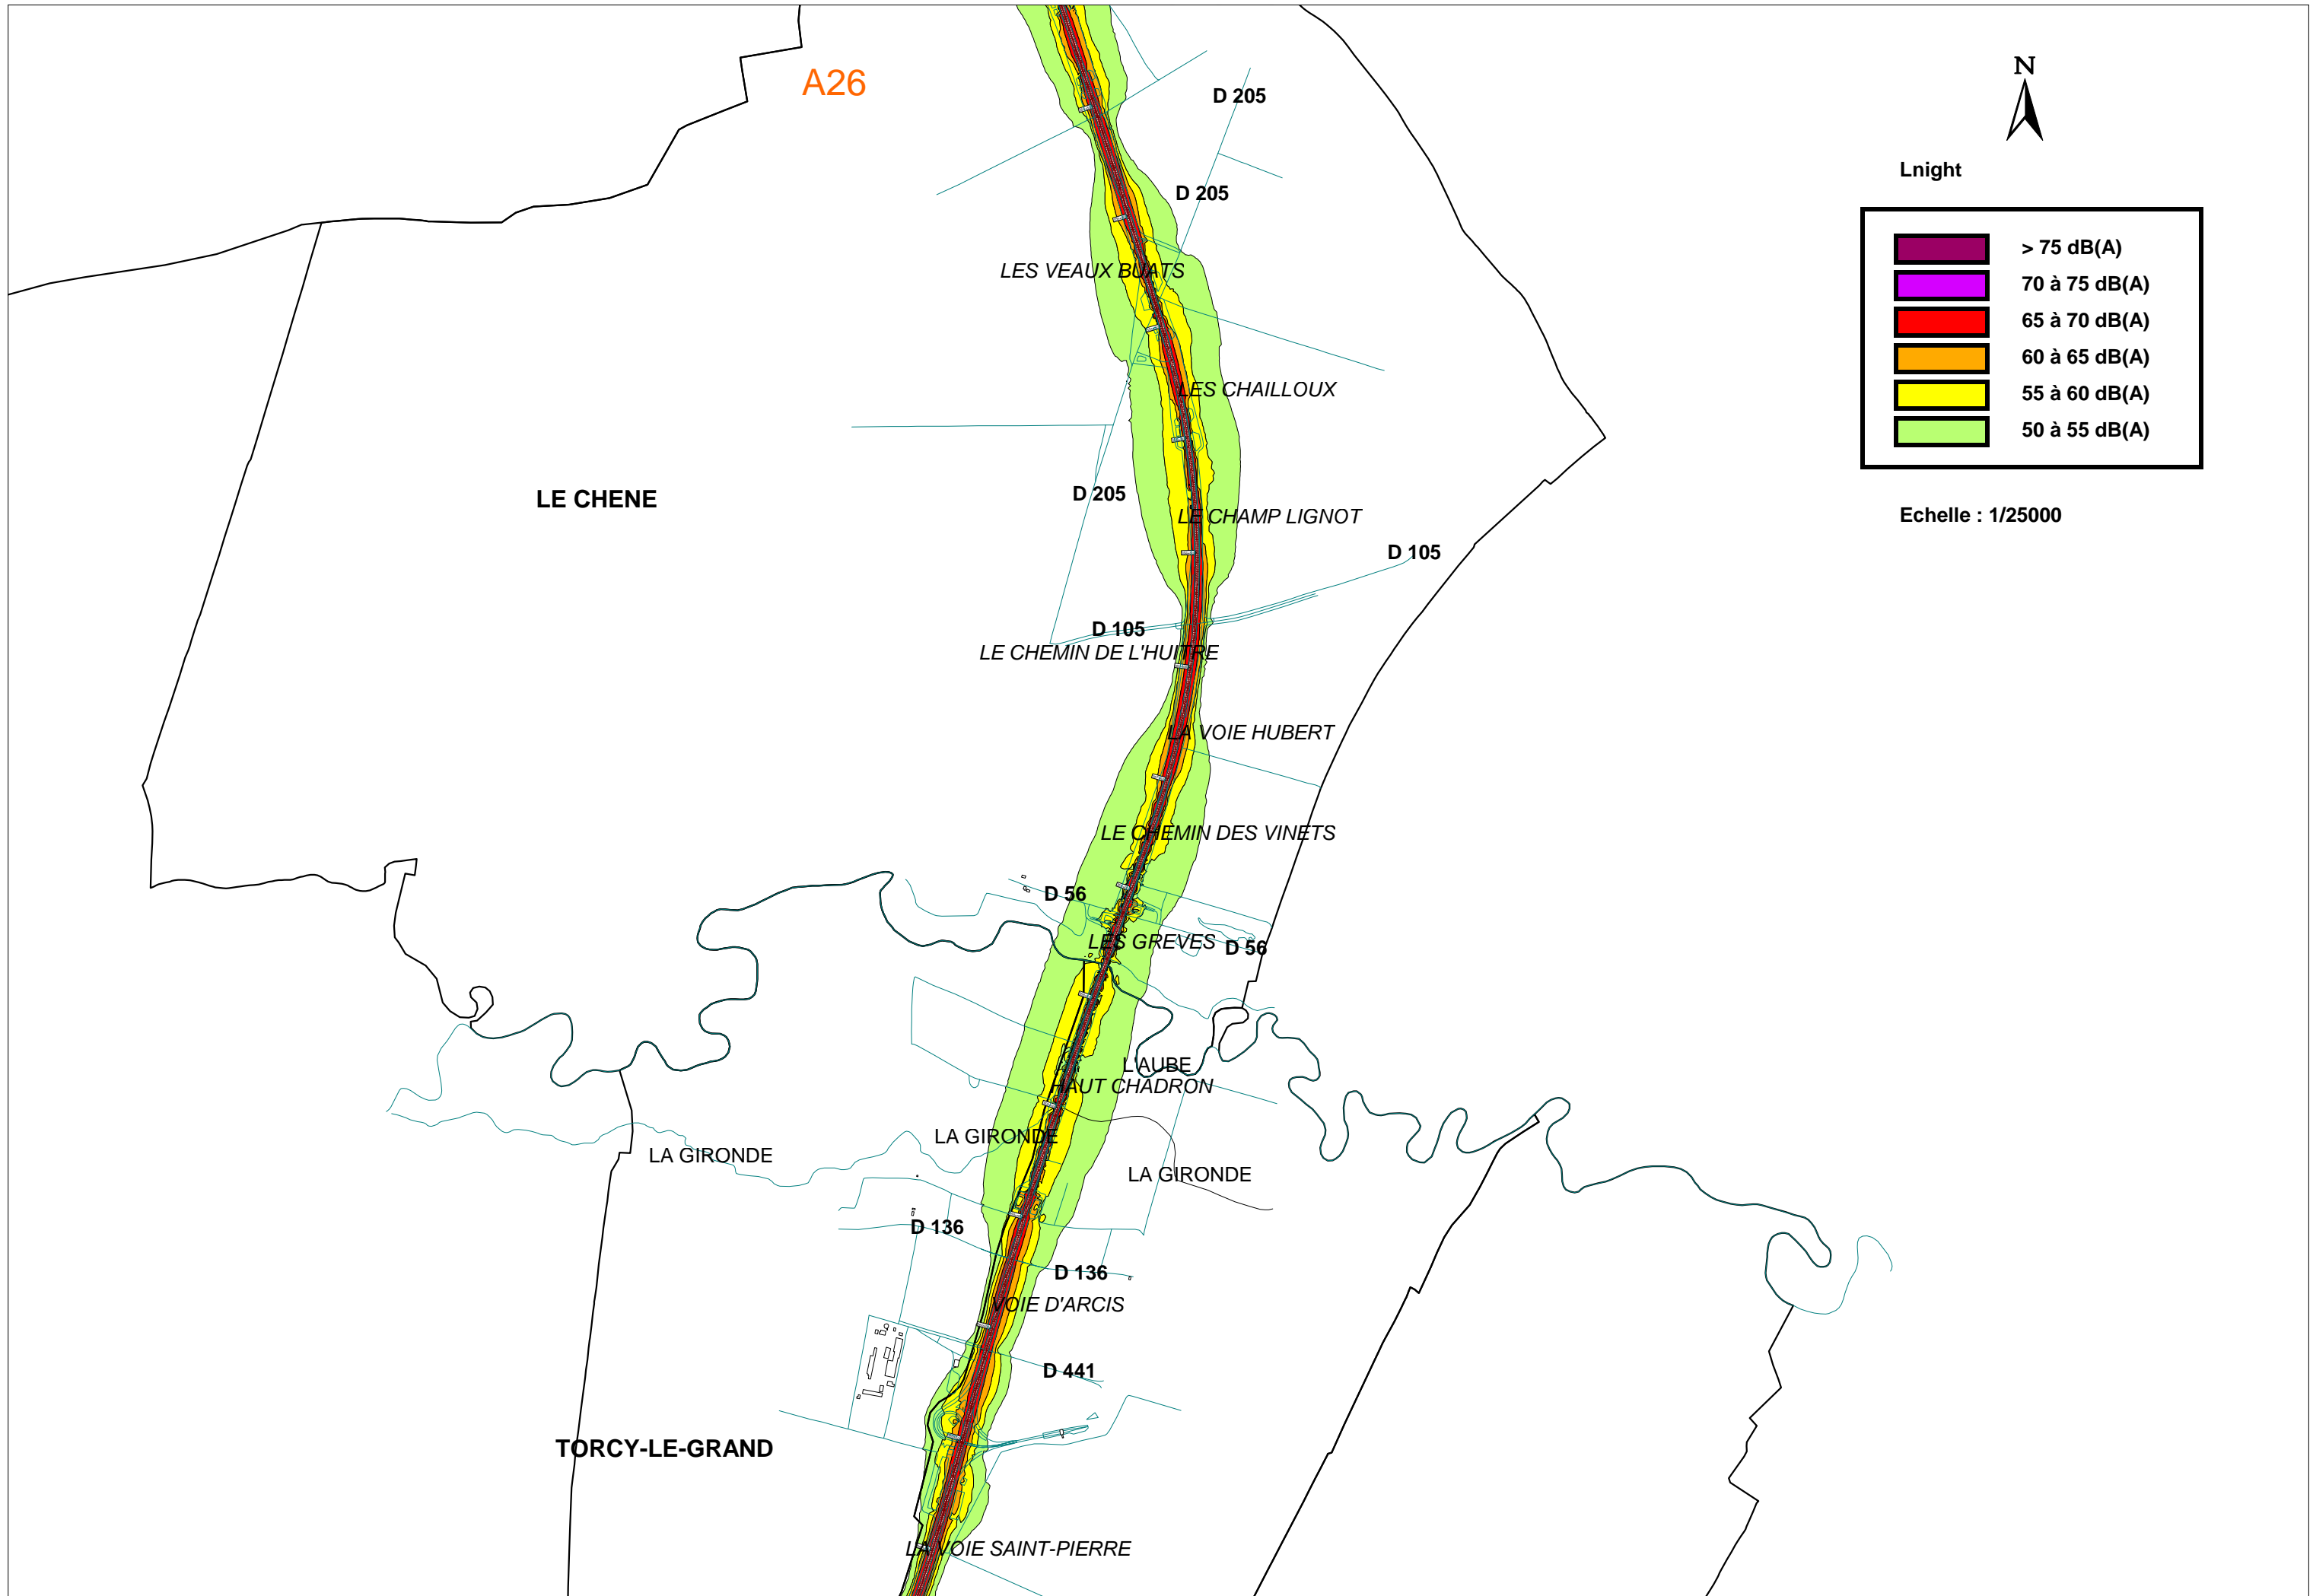 A26
N
D 205
Lnight
D 205
> 75 dB(A)
LES VEAUX BUATS
70 à 75 dB(A)
65 à 70 dB(A)
60 à 65 dB(A)
LES CHAILLOUX
55 à 60 dB(A)
50 à 55 dB(A)
D 205
LE CHENE
LE CHAMP LIGNOT
Echelle : 1/25000
D 105
D 105
LE CHEMIN DE L'HUITRE
LA VOIE HUBERT
LE CHEMIN DES VINETS
D 56
LES GREVES
D 56
L'AUBE
HAUT CHADRON
LA GIRONDE
LA GIRONDE
LA GIRONDE
D 136
D 136
VOIE D'ARCIS
D 441
TORCY-LE-GRAND
LA VOIE SAINT-PIERRE